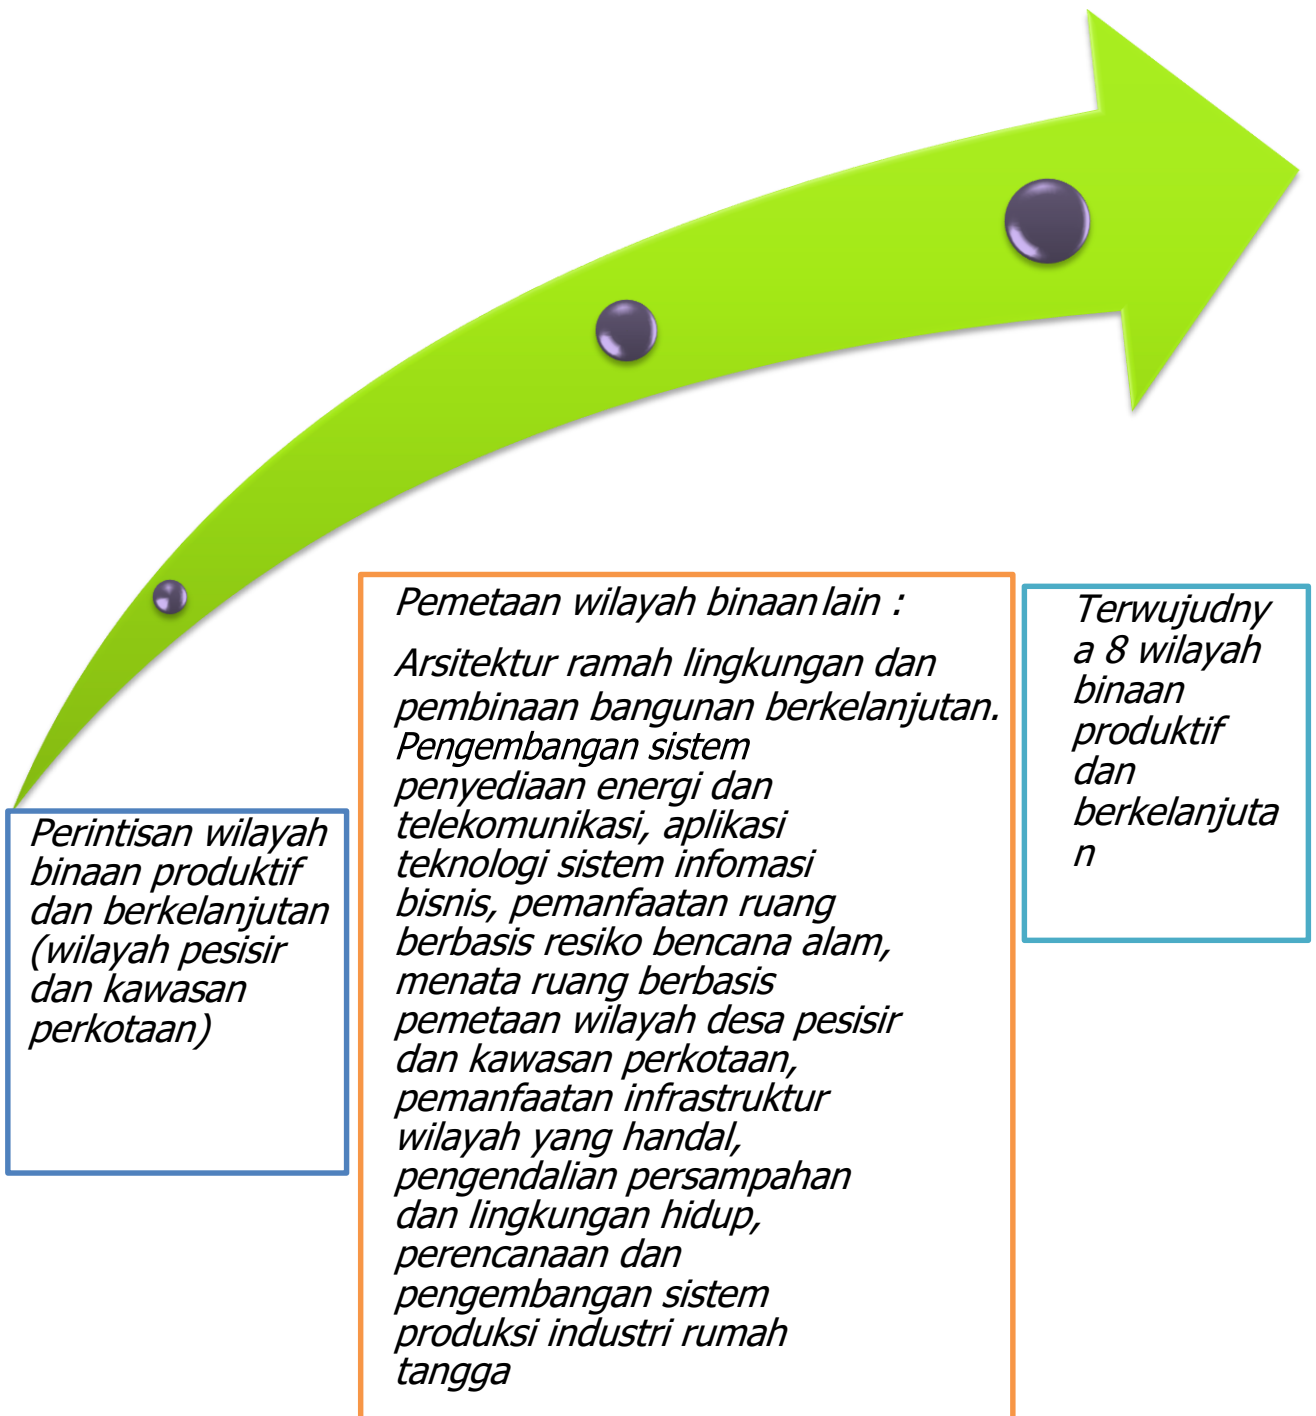 Perintisan wilayah
binaan produktif
dan berkelanjutan
(wilayah pesisir
dan kawasan
perkotaan)
Pemetaan wilayah binaan lain :
Arsitektur ramah lingkungan dan
pembinaan bangunan berkelanjutan.
Pengembangan sistem
penyediaan energi dan
telekomunikasi, aplikasi
teknologi sistem infomasi
bisnis, pemanfaatan ruang
berbasis resiko bencana alam,
menata ruang berbasis
pemetaan wilayah desa pesisir
dan kawasan perkotaan,
pemanfaatan infrastruktur
wilayah yang handal,
pengendalian persampahan
dan lingkungan hidup,
perencanaan dan
pengembangan sistem
produksi industri rumah
tangga
Terwujudny
a 8 wilayah
binaan
produktif
dan
berkelanjuta
n